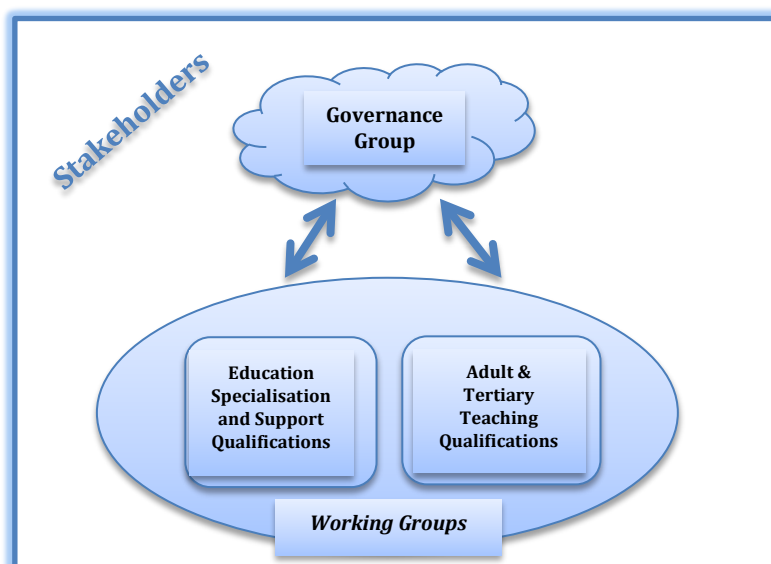 Stakeholders
Governance
Group
Education
Specialisation
and Support
Qualifications
Adult &
Tertiary
Teaching
Qualifications
Working Groups